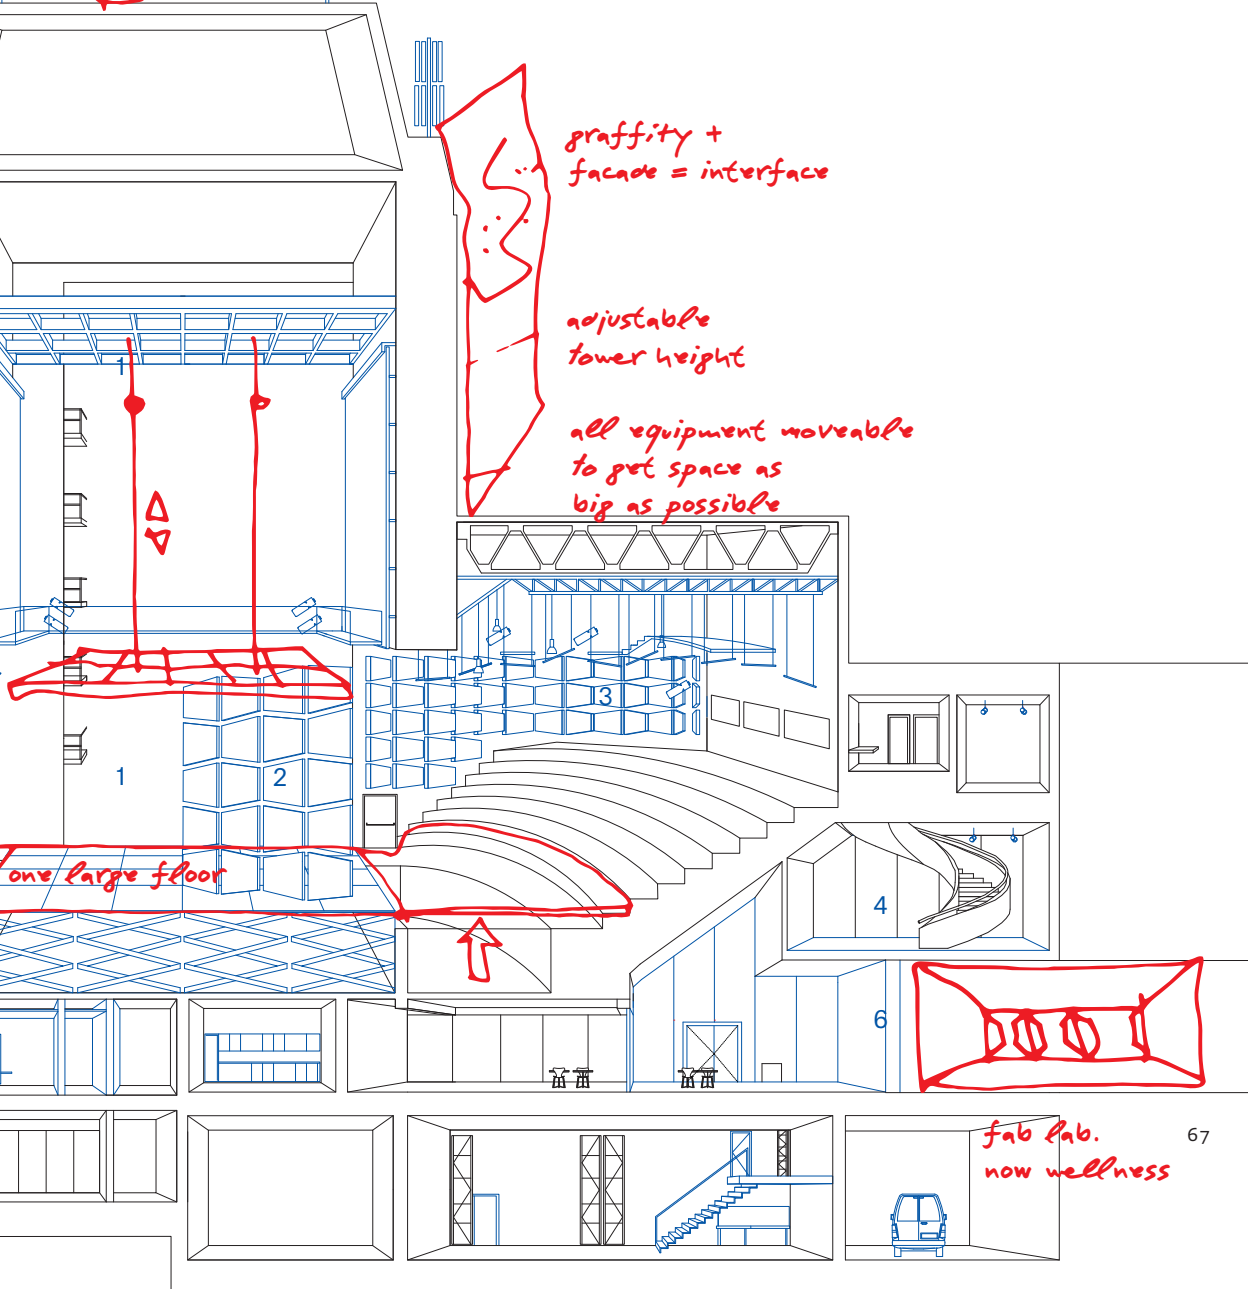 graffity +
facade = interface
adjustable
tower height
1
all equipment moveable
to get space as
big as possible
3
1
2
one large floor
4
6
fab lab.
67
now wellness